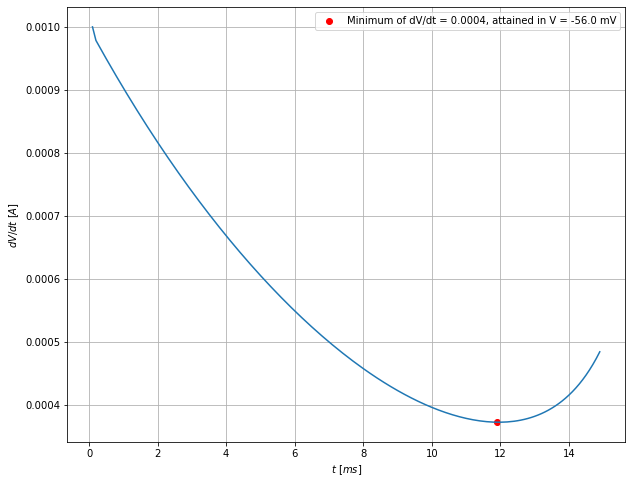 Minimum of dV/dt = 0.0004, attained in V = -56.0 mV
0.0010
0.0009
0.0008
0.0007
0.0006
0.0005
0.0004
dV/dt [A]
0 2 4 6 8 10 12 14
t [ms]